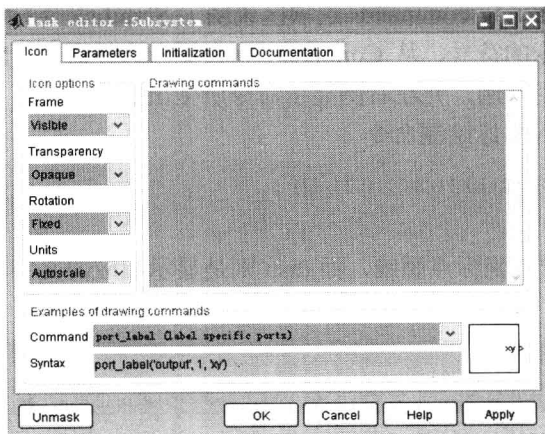 Mask editor :Subsystem
Icon
Parameters
Initialization
Documentation
Icon options
Frame
Visible
Transparency
Opaque
Rotation
Fixed
Units
Autoscale
Drawing commands
Examples of drawing commands
Command port_label (label specific ports)
Syntax port_label('output', 1, 'xy')
xy
Unmask
OK
Cancel
Help
Apply